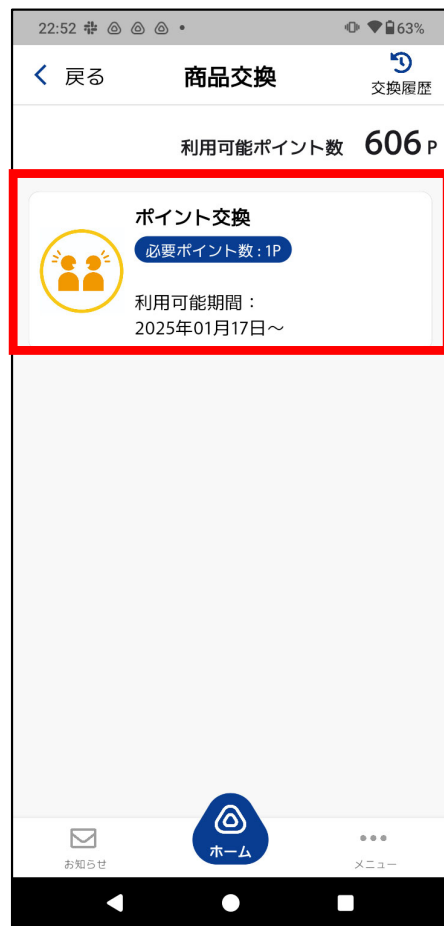 22:52
63%
戻る
商品交換
交換履歴
利用可能ポイント数 606 P
ポイント交換
必要ポイント数 : 1P
利用可能期間：
2025年01月17日～
お知らせ
ホーム
メニュー